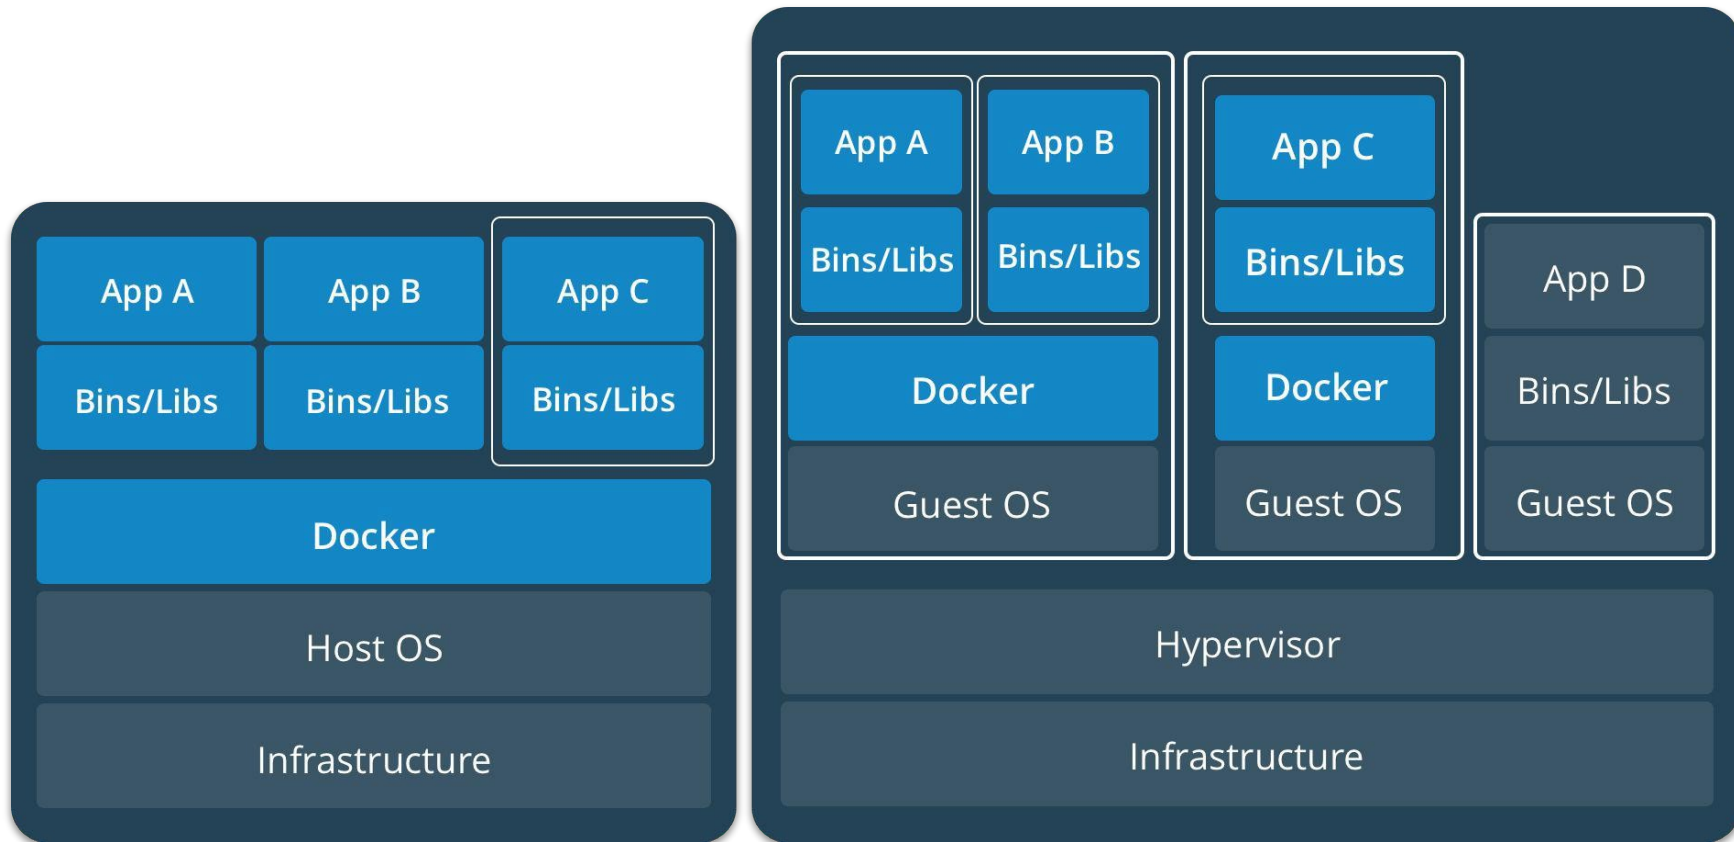 App A
App B
App C
Bins/Libs
Bins/Libs
Bins/Libs
Docker
Host OS
Infrastructure
App A
App B
Bins/Libs
Bins/Libs
Docker
Guest OS
App C
Bins/Libs
Docker
Guest OS
App D
Bins/Libs
Guest OS
Hypervisor
Infrastructure